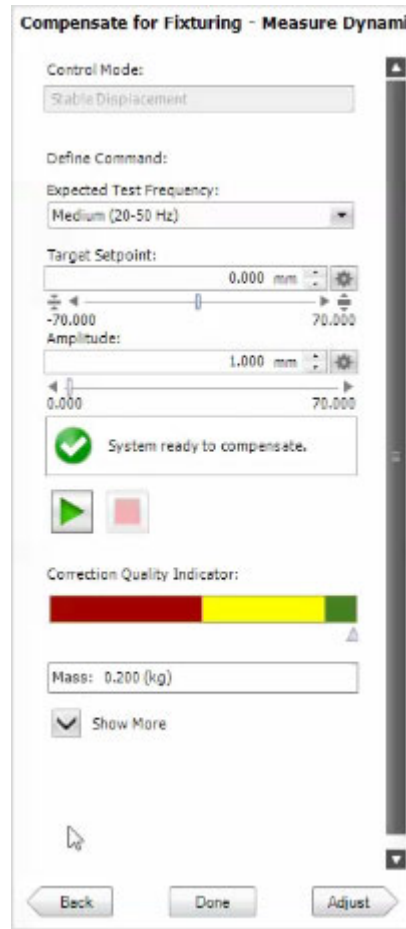 Compensate for Fixturing - Measure Dynami
Control Mode:
Stable Displacement
Define Command:
Expected Test Frequency:
Medium (20-50 Hz)
Target Setpoint:
0.000 mm
-70.000 70.000
Amplitude:
1.000 mm
0.000 70.000
System ready to compensate.
Correction Quality Indicator:
Mass: 0.200 (kg)
Show More
Back Done Adjust